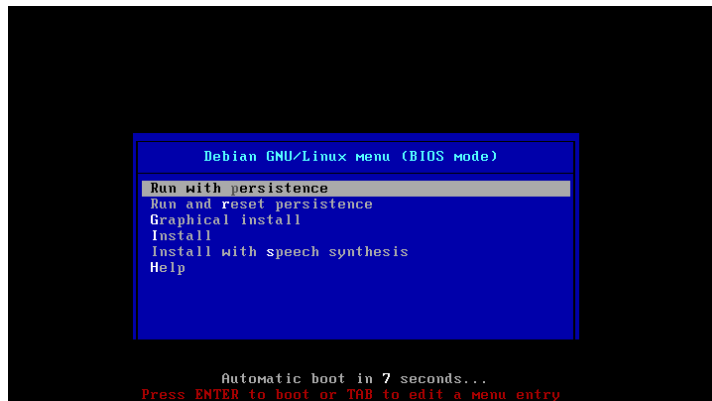 Debian GNU/Linux menu (BIOS mode)
Run with persistence
Run and reset persistence
Graphical install
Install
Install with speech synthesis
Help
Automatic boot in 7 seconds...
Press ENTER to boot or TAB to edit a menu entry